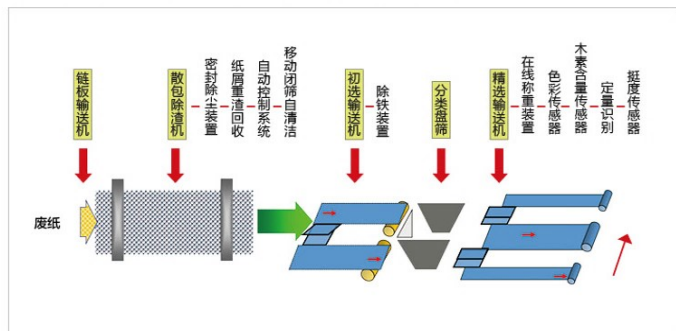 链板输送机
散包除渣机
密封除尘装置
纸屑重渣回收
自动控制系统
移动闭筛自清洁
初选输送机
除铁装置
分类盘筛
精选输送机
在线称重装置
色彩传感器
木素含量传感器
定量识别
挺度传感器
废纸